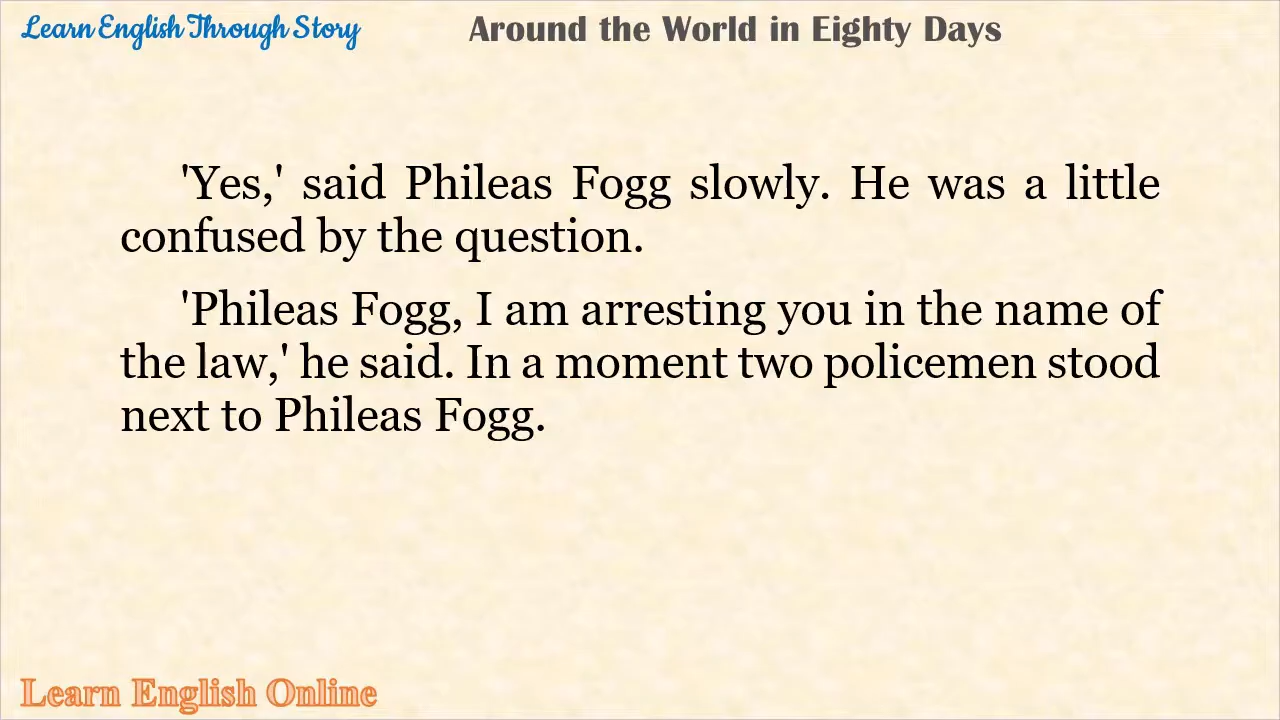 Learn English Through Story
Around the World in Eighty Days
'Yes,' said Phileas Fogg slowly. He was a little
confused by the question.
'Phileas Fogg, I am arresting you in the name of
the law,' he said. In a moment two policemen stood
next to Phileas Fogg.
Learn English Online